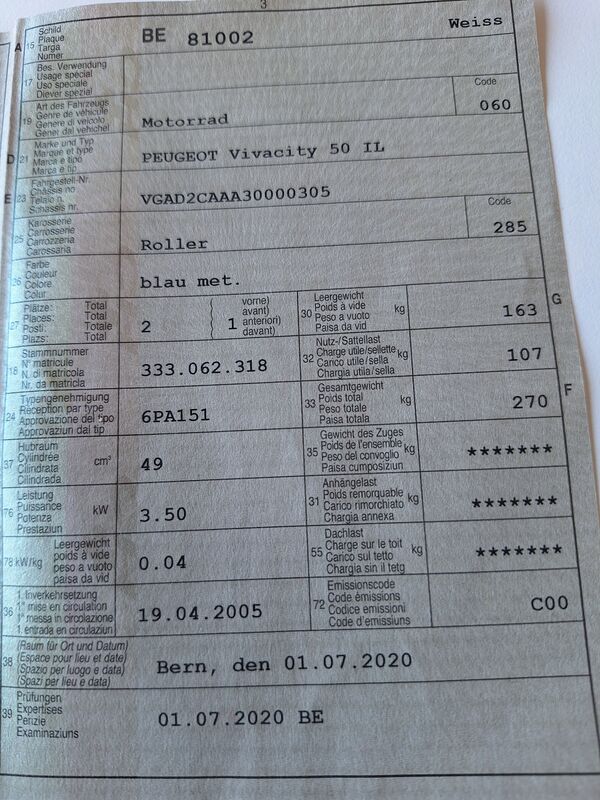 3
A 15 Schild
Plaque
Targa
Numer
BE 81002 Weiss
17 Bes. Verwendung
Usage spécial
Uso speciale
Diever spezial
19 Art des Fahrzeugs
Genre de véhicule
Genere di veicolo
Gener dal vehichel
Motorrad
Code
060
D 21 Marke und Typ
Marque et type
Marca e tipo
Marca e tip
PEUGEOT Vivacity 50 IL
E 23 Fahrgestell-Nr.
Châssis no
Telaio n.
Schassis nr.
VGAD2CAAA30000305
25 Karosserie
Carrosserie
Carrozzeria
Carossaria
Roller
Code
285
26 Farbe
Couleur
Colore
Colur
blau met.
27 Plätze: Total
Places: Total
Posti: Totale
Plazs: Total
2
( vorne)
( avant)
( 1 anteriori)
( davant)
30 Leergewicht
Poids à vide
Peso a vuoto
Paisa da vid
kg
163
G
18 Stammnummer
N° matricule
N. di matricola
Nr. da matricla
333.062.318
32 Nutz-/Sattellast
Charge utile/sellette
Carico utile/sella
Chargia utila/sella
kg
107
24 Typengenehmigung
Réception par type
Approvazione del tipo
Approvaziun dal tip
6PA151
33 Gesamtgewicht
Poids total
Peso totale
Paisa totala
kg
270
F
37 Hubraum
Cylindrée
Cilindrata
Cilindrada
cm³
49
35 Gewicht des Zuges
Poids de l'ensemble
Peso del convoglio
Paisa cumposiziun
kg
*******
76 Leistung
Puissance
Potenza
Prestaziun
kW
3.50
31 Anhängelast
Poids remorquable
Carico rimorchiato
Chargia annexa
kg
*******
78 kW/kg Leergewicht
poids à vide
peso a vuoto
paisa da vid
0.04
55 Dachlast
Charge sur le toit
Carico sul tetto
Chargia sin il tetg
kg
*******
36 1. Inverkehrsetzung
1re mise en circulation
1a messa in circolazione
1. entrada en circulaziun
19.04.2005
72 Emissionscode
Code émissions
Codice emissioni
Code d'emissiuns
C00
38 (Raum für Ort und Datum)
(Espace pour lieu et date)
(Spazio per luogo e data)
(Spazi per lieu e data)
Bern, den 01.07.2020
39 Prüfungen
Expertises
Perizie
Examinaziuns
01.07.2020 BE